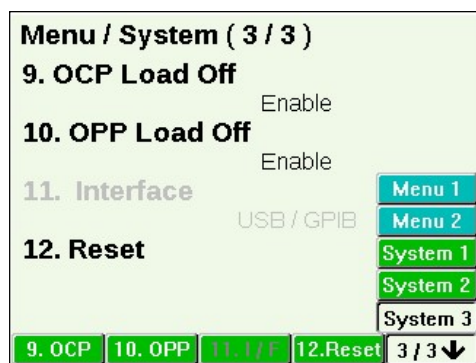 Menu / System ( 3 / 3 )
9. OCP Load Off
Enable
10. OPP Load Off
Enable
11. Interface
USB / GPIB
12. Reset
Menu 1
Menu 2
System 1
System 2
System 3
9. OCP 10. OPP 11. I / F 12.Reset 3 / 3